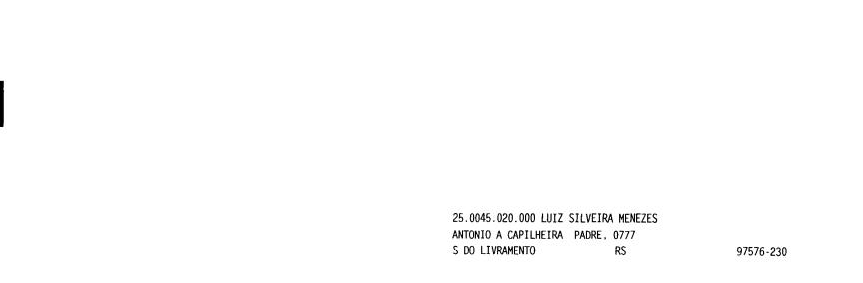 25.0045.020.000 LUIZ SILVEIRA MENEZES
ANTONIO A CAPILHEIRA PADRE, 0777
S DO LIVRAMENTO RS 97576-230